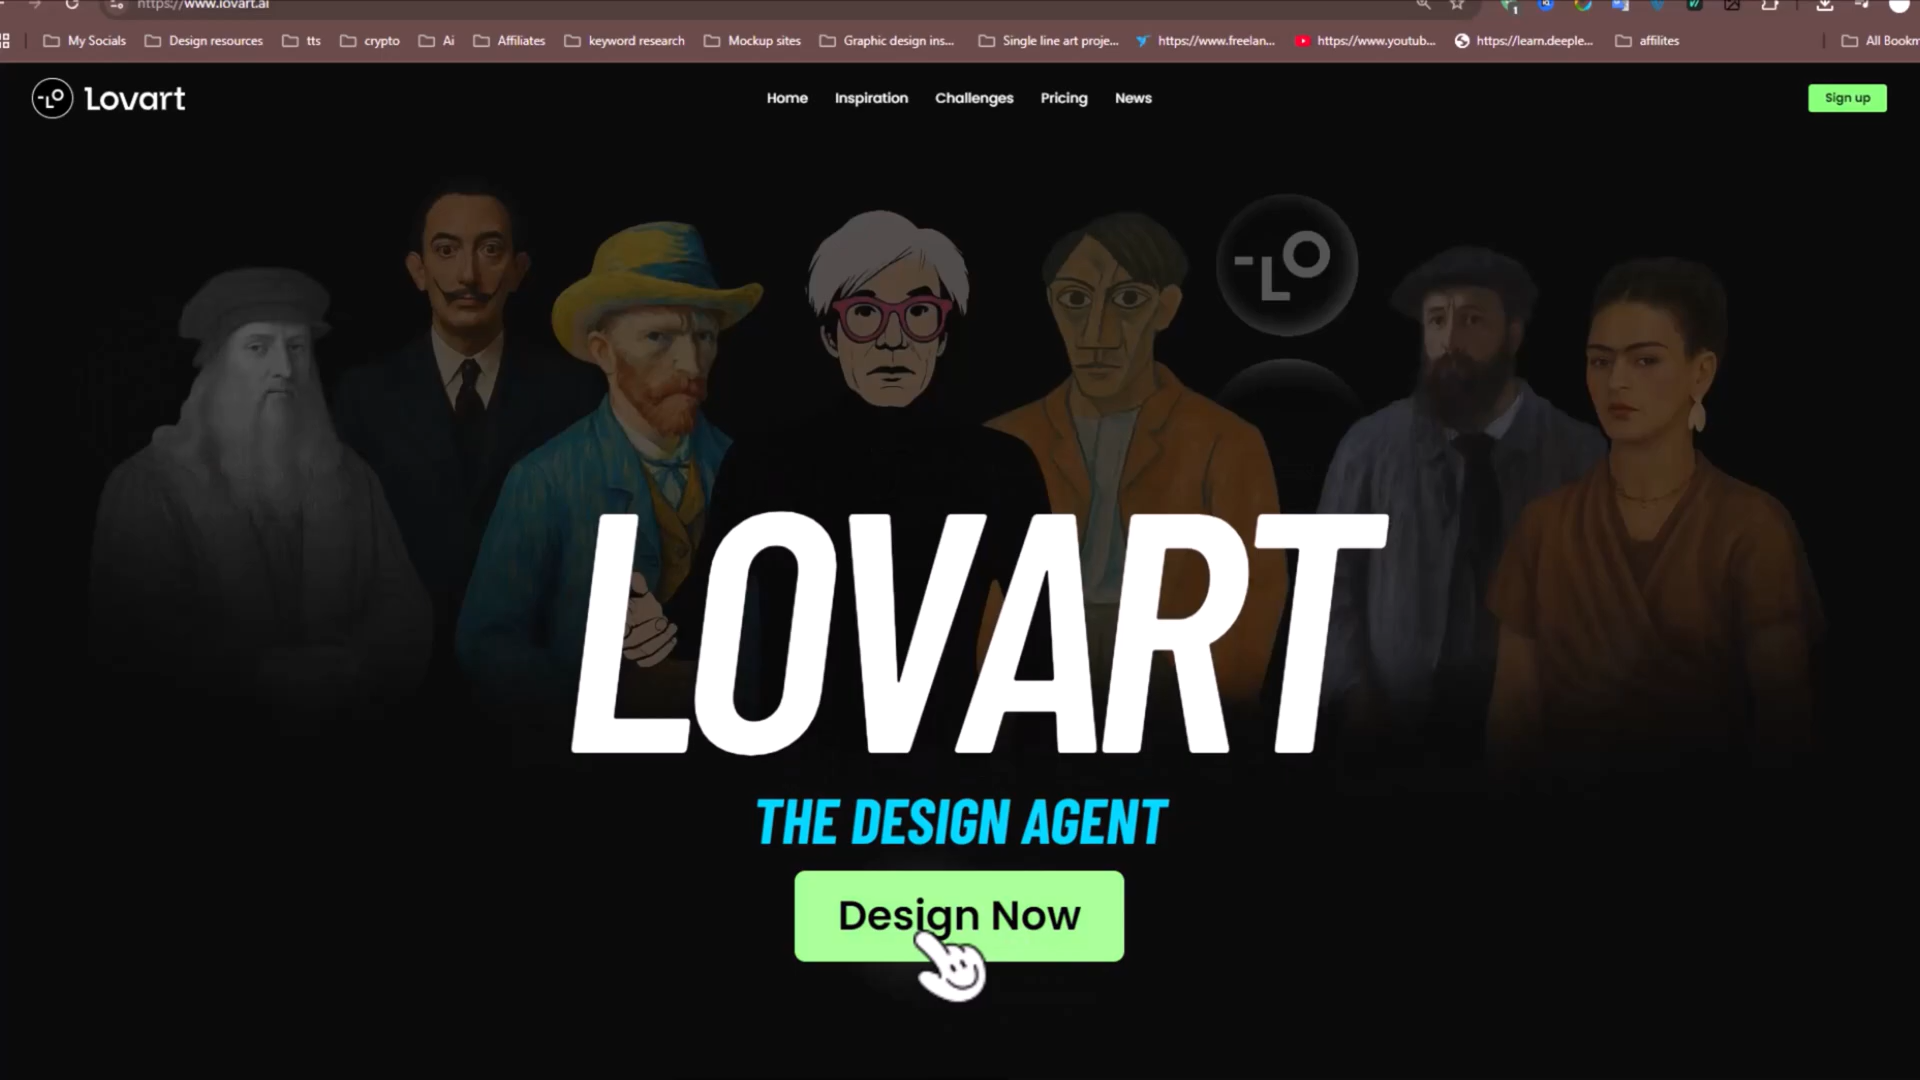 https://www.lovart.ai
My Socials Design resources tts crypto Ai Affiliates keyword research Mockup sites Graphic design ins... Single line art proje... https://www.freelan... https://www.youtub... https://learn.deeple... affilites All Bookm
Lovart Home Inspiration Challenges Pricing News Sign up
LOVART
THE DESIGN AGENT
Design Now